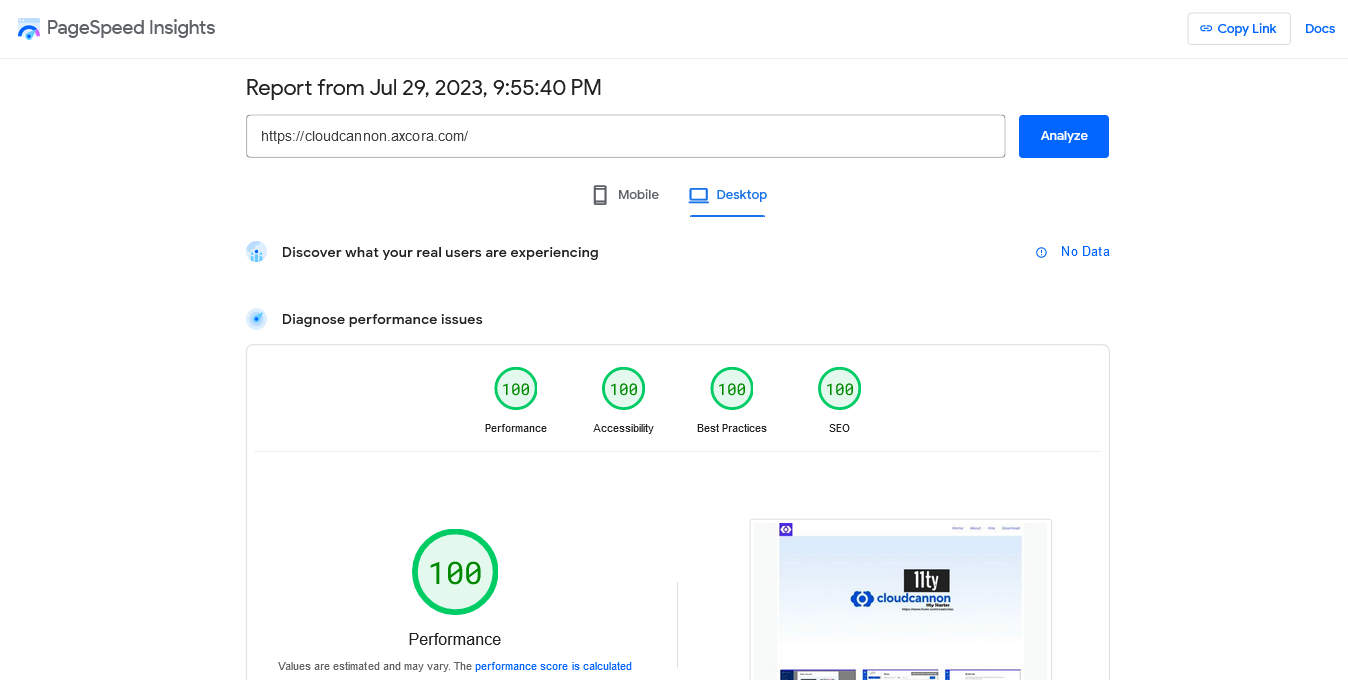 PageSpeed Insights
Copy Link
Docs
Report from Jul 29, 2023, 9:55:40 PM
https://cloudcannon.axcora.com/
Analyze
Mobile
Desktop
Discover what your real users are experiencing
No Data
Diagnose performance issues
100
100
100
100
Performance
Accessibility
Best Practices
SEO
100
Performance
Values are estimated and may vary. The performance score is calculated
Home
About
Download
11ty
cloudcannon
11ty Starter